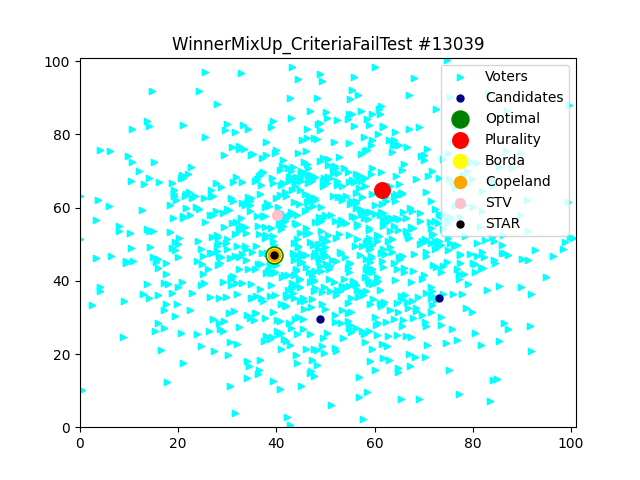 WinnerMixUp_CriteriaFailTest #13039
100
80
60
40
20
0
0 20 40 60 80 100
Voters
Candidates
Optimal
Plurality
Borda
Copeland
STV
STAR